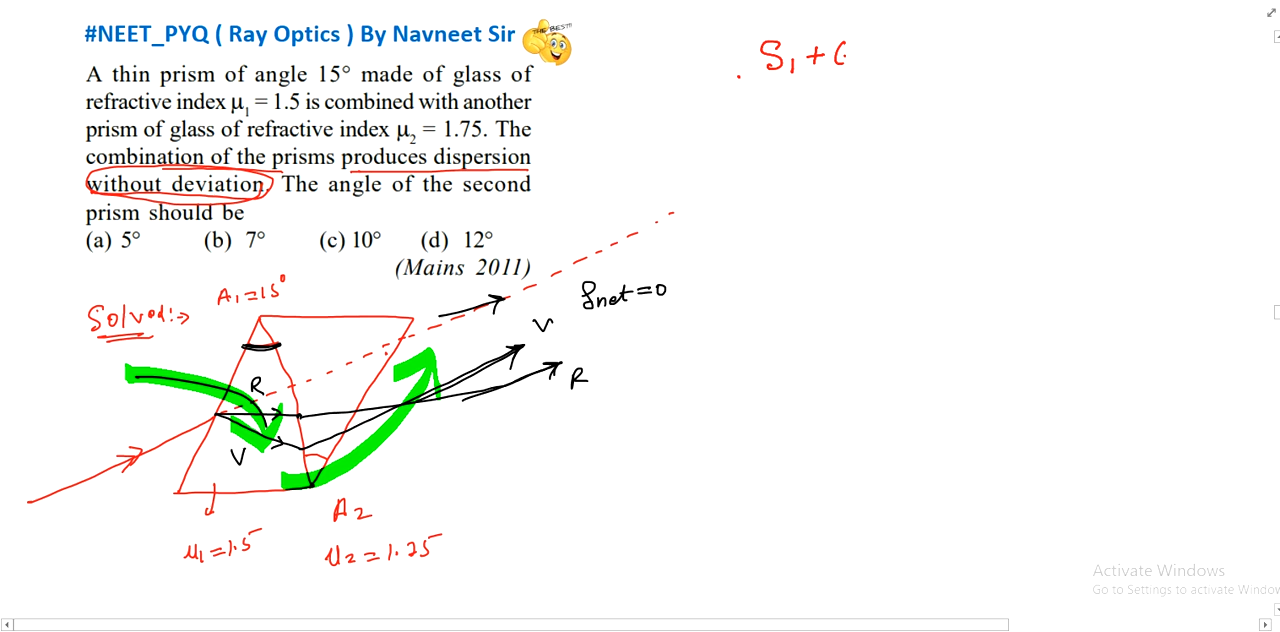 #NEET_PYQ ( Ray Optics ) By Navneet Sir
THE BEST!!
A thin prism of angle 15° made of glass of
refractive index μ₁ = 1.5 is combined with another
prism of glass of refractive index μ₂ = 1.75. The
combination of the prisms produces dispersion
without deviation. The angle of the second
prism should be
(a) 5° (b) 7° (c) 10° (d) 12°
(Mains 2011)
S₁ + (
Solved:→
A₁=15°
δnet=0
V
R
R
V
A₂
μ₁=1.5
μ₂=1.75
Activate Windows
Go to Settings to activate Window